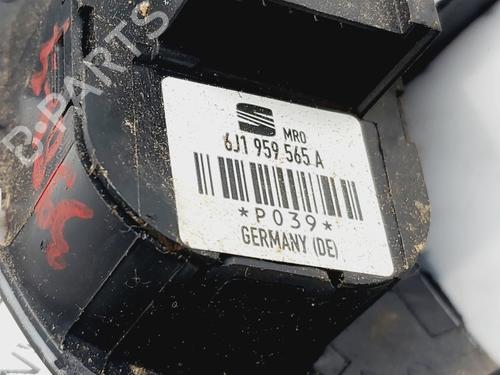 MRO
6J1 959 565 A
*P039*
GERMANY (DE)
B-PARTS